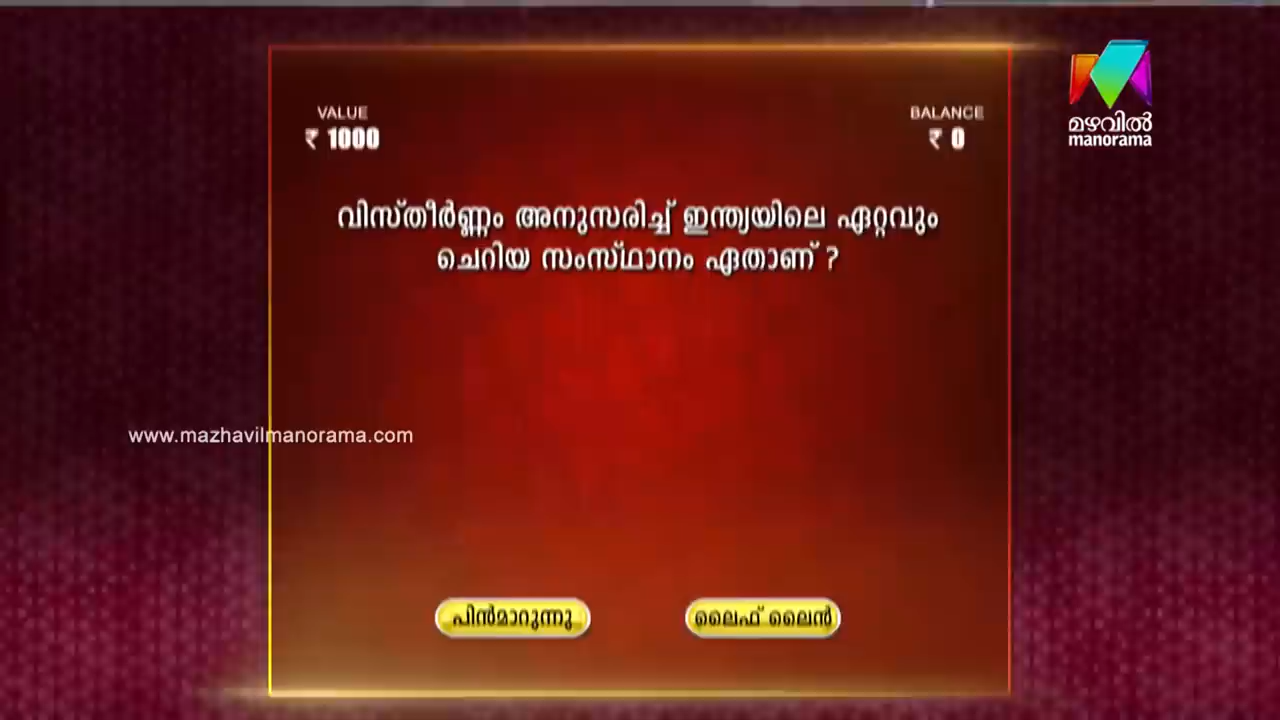 VALUE
₹ 1000
BALANCE
₹ 0
മഴവിൽ
manorama
വിസ്തീർണ്ണം അനുസരിച്ച് ഇന്ത്യയിലെ ഏറ്റവും
ചെറിയ സംസ്ഥാനം ഏതാണ് ?
www.mazhavilmanorama.com
പിൻമാറുന്നു
ലൈഫ് ലൈൻ